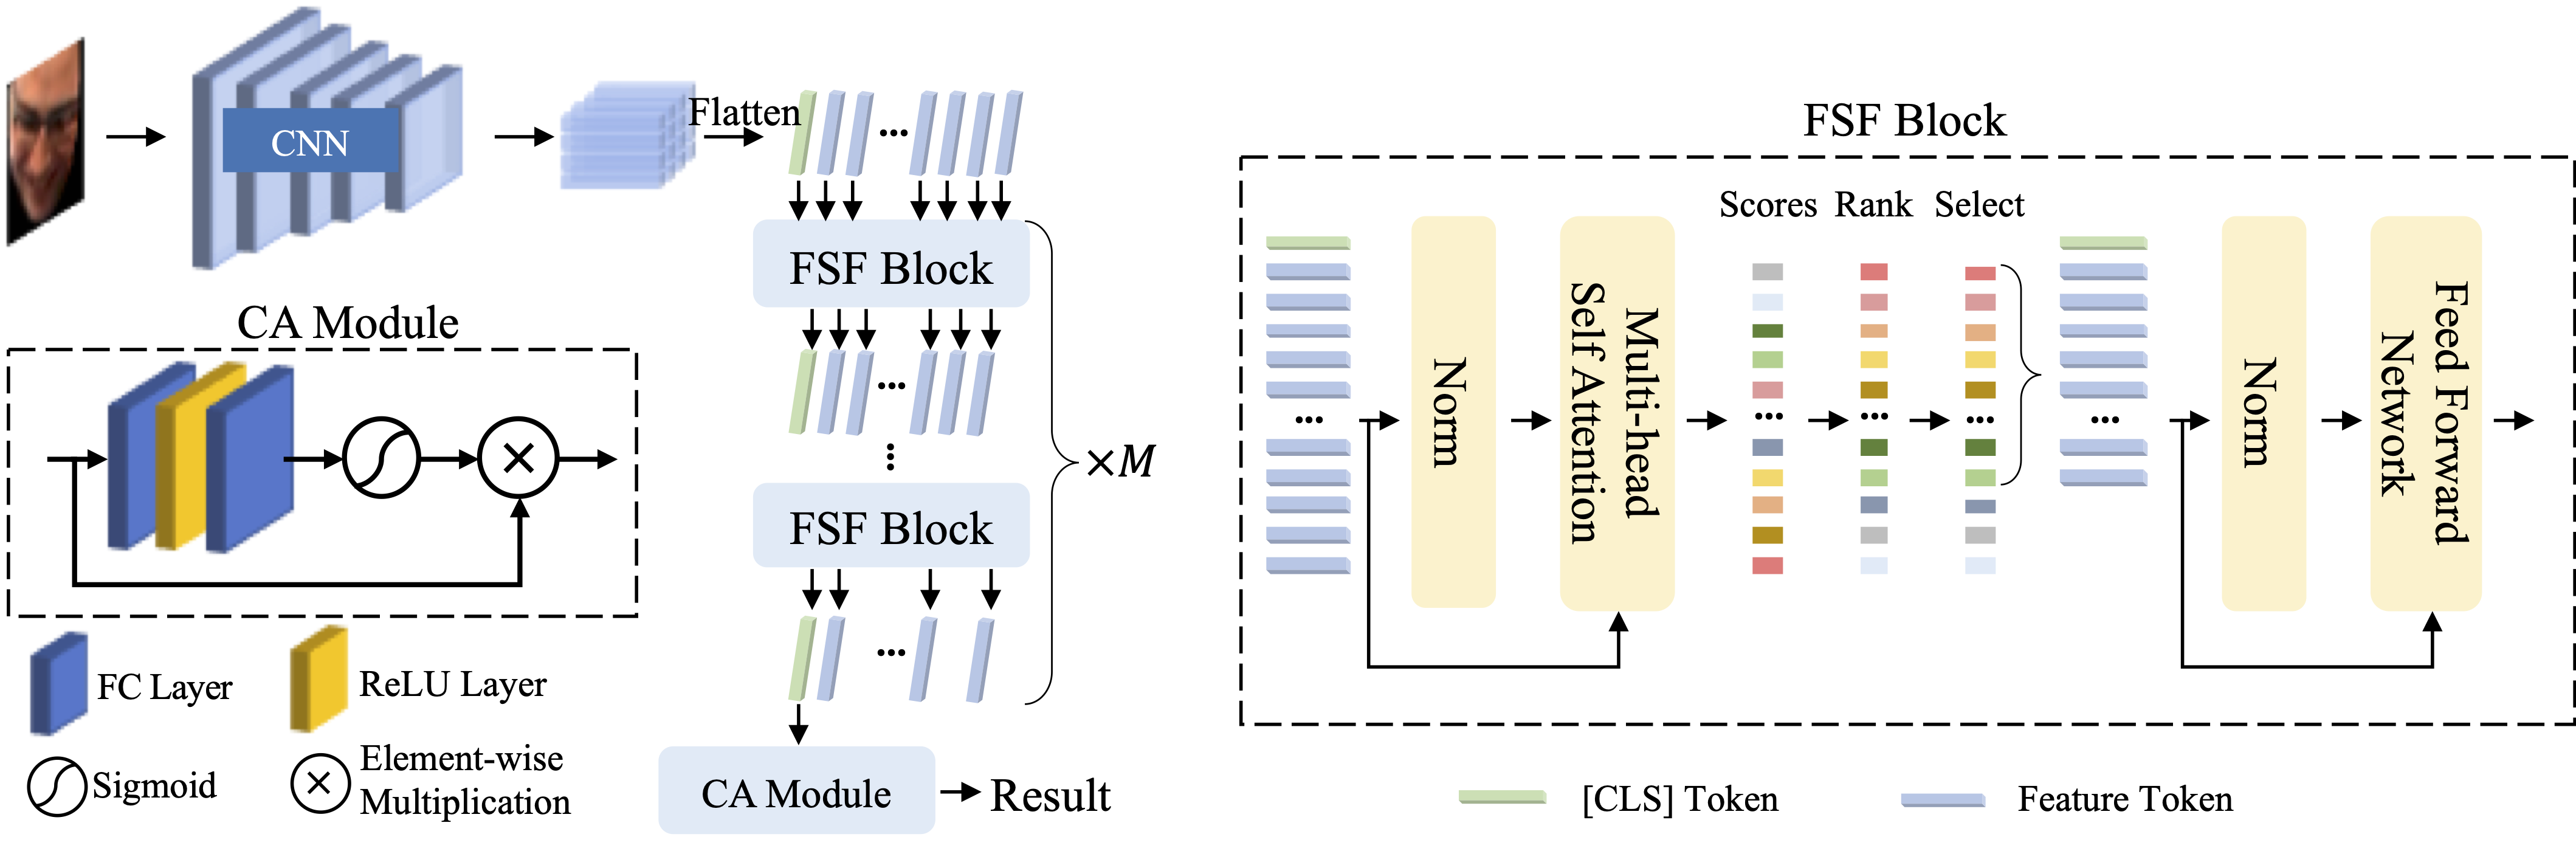 CNN
Flatten
FSF Block
CA Module
FSF Block
×M
FC Layer
ReLU Layer
Sigmoid
Element-wise
Multiplication
CA Module
Result
FSF Block
Scores
Rank
Select
Norm
Multi-head
Self Attention
Norm
Feed Forward
Network
[CLS] Token
Feature Token